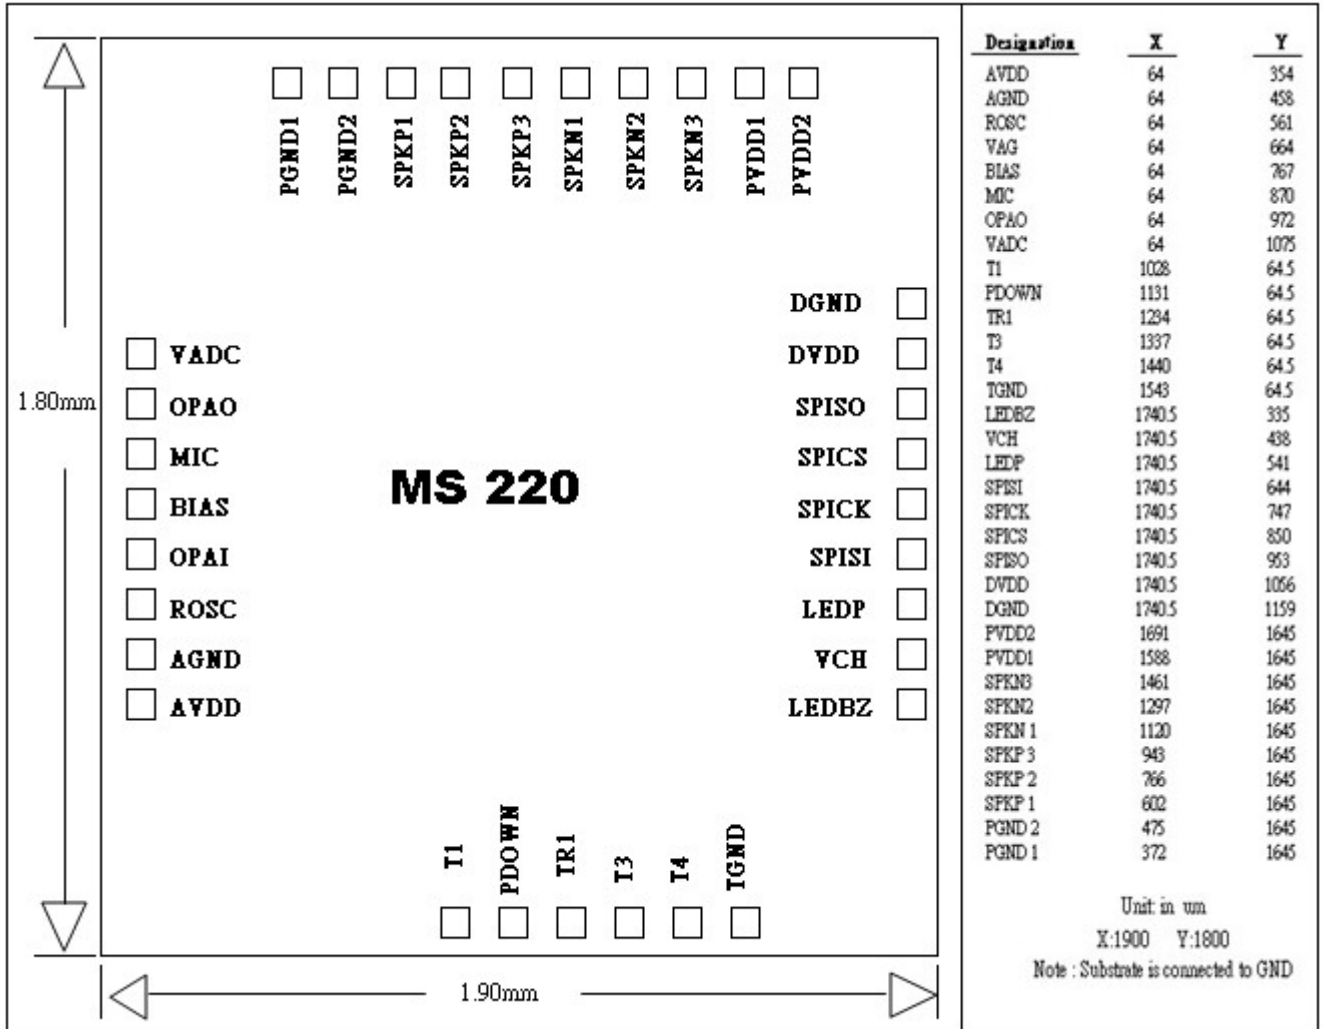 PGND1 PGND2 SPKP1 SPKP2 SPKP3 SPKN1 SPKN2 SPKN3 PVDD1 PVDD2
DGND
VADC DVDD
1.80mm OPAO SPISO
MIC SPICS
MS 220
BIAS SPICK
OPAI SPISI
ROSC LEDP
AGND VCH
AVDD LEDBZ
T1 PDOWN TR1 T3 T4 TGND
1.90mm
Designation X Y
AVDD 64 354
AGND 64 458
ROSC 64 561
VAG 64 664
BIAS 64 767
MIC 64 870
OPAO 64 972
VADC 64 1075
T1 1028 64.5
PDOWN 1131 64.5
TR1 1234 64.5
T3 1337 64.5
T4 1440 64.5
TGND 1543 64.5
LEDBZ 1740.5 335
VCH 1740.5 438
LEDP 1740.5 541
SPISI 1740.5 644
SPICK 1740.5 747
SPICS 1740.5 850
SPISO 1740.5 953
DVDD 1740.5 1056
DGND 1740.5 1159
PVDD2 1691 1645
PVDD1 1588 1645
SPKN3 1461 1645
SPKN2 1297 1645
SPKN 1 1120 1645
SPKP 3 943 1645
SPKP 2 766 1645
SPKP 1 602 1645
PGND 2 475 1645
PGND 1 372 1645
Unit: in um
X:1900 Y:1800
Note : Substrate is connected to GND